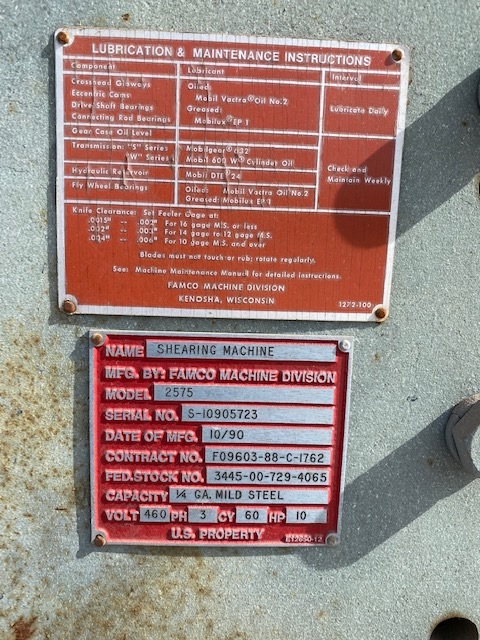 LUBRICATION & MAINTENANCE INSTRUCTIONS
Component Lubricant Interval
Crosshead Gibways Oiled:
Eccentric Cams Mobil Vactra® Oil No.2
Drive Shaft Bearings Greased: Lubricate Daily
Connecting Rod Bearings Mobilux® EP 1
Gear Case Oil Level
Transmission: "S" Series Mobilgear® 632
"W" Series Mobil 600 W® Cylinder Oil Check and
Hydraulic Reservoir Mobil DTE® 24 Maintain Weekly
Fly Wheel Bearings Oiled: Mobil Vactra Oil No.2
Greased: Mobilux EP 1
Knife Clearance: Set Feeler Gage at:
.0015" -- .002" For 16 gage M.S. or less
.002" -- .003" For 14 gage to 12 gage M.S.
.004" -- .006" For 10 gage M.S. and over
Blades must not touch or rub; rotate regularly.
See: Machine Maintenance Manual for detailed instructions.
FAMCO MACHINE DIVISION
KENOSHA, WISCONSIN 1272-100
NAME SHEARING MACHINE
MFG. BY: FAMCO MACHINE DIVISION
MODEL 2575
SERIAL NO. S-10905723
DATE OF MFG. 10/90
CONTRACT NO. F09603-88-C-1762
FED. STOCK NO. 3445-00-729-4065
CAPACITY 1/4 GA. MILD STEEL
VOLT 460 PH 3 CY 60 HP 10
U.S. PROPERTY